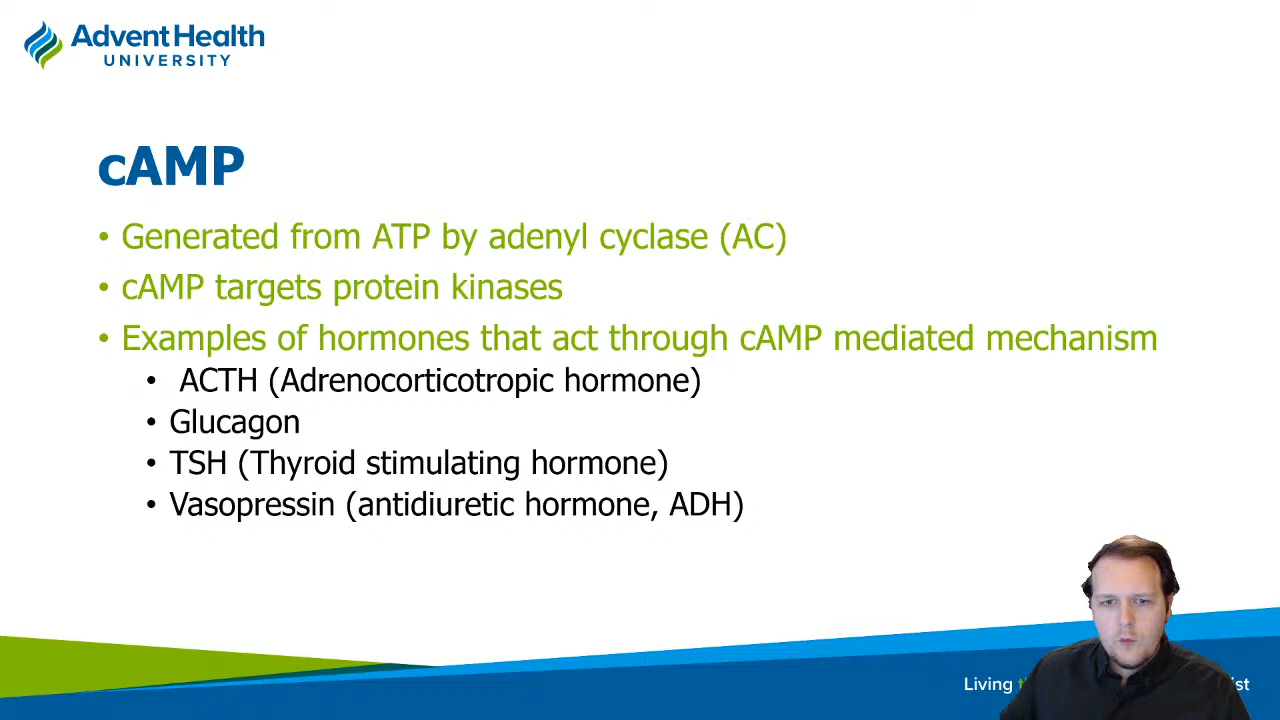 AdventHealth
UNIVERSITY
cAMP
• Generated from ATP by adenyl cyclase (AC)
• cAMP targets protein kinases
• Examples of hormones that act through cAMP mediated mechanism
• ACTH (Adrenocorticotropic hormone)
• Glucagon
• TSH (Thyroid stimulating hormone)
• Vasopressin (antidiuretic hormone, ADH)
Living